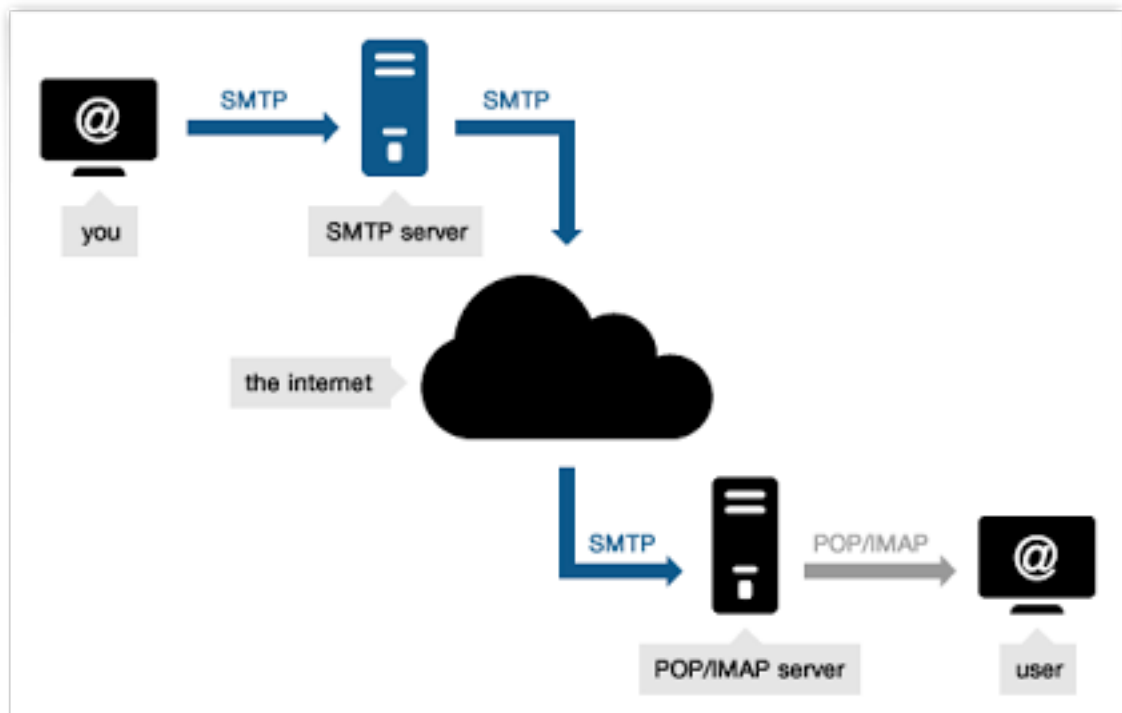 SMTP
SMTP
@
you
SMTP server
the internet
SMTP
POP/IMAP
@
POP/IMAP server
user